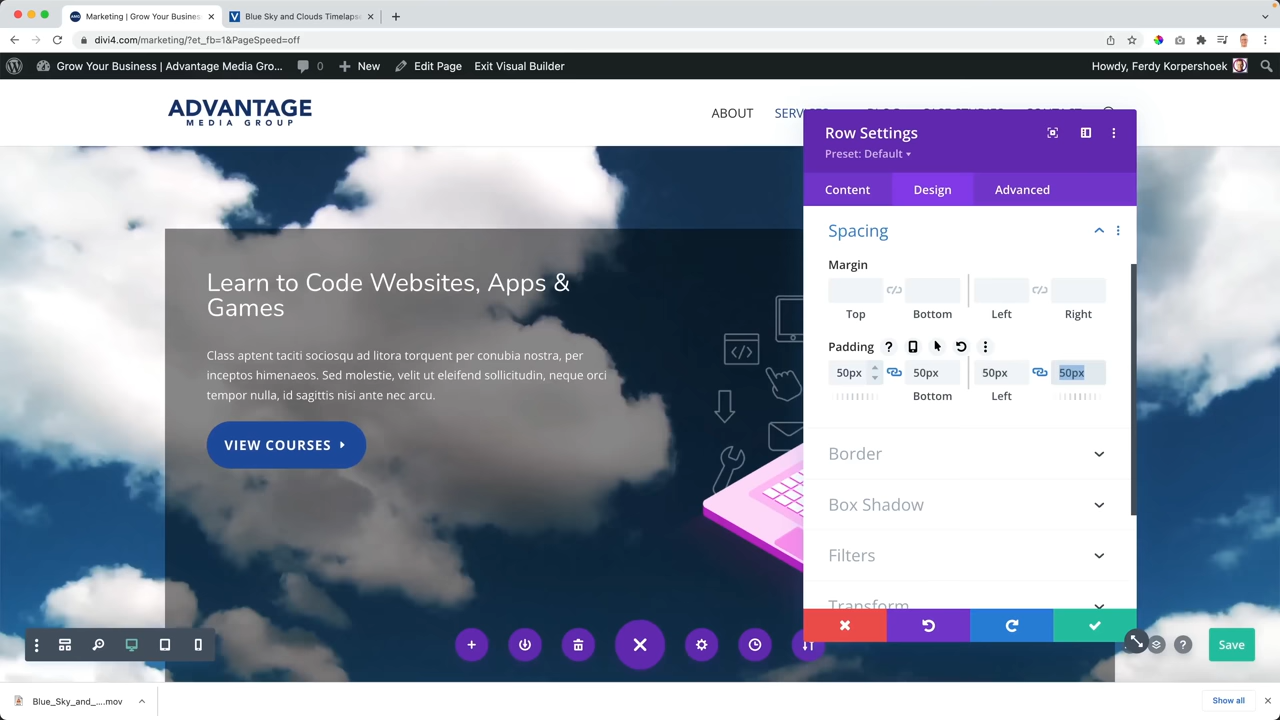 Marketing | Grow Your Busines
Blue Sky and Clouds Timelaps
divi4.com/marketing/?et_fb=1&PageSpeed=off
Grow Your Business | Advantage Media Gro...
0
New
Edit Page
Exit Visual Builder
Howdy, Ferdy Korpershoek
ADVANTAGE
MEDIA GROUP
ABOUT
Row Settings
Preset: Default
Content
Design
Advanced
Spacing
Margin
Top
Bottom
Left
Right
Padding
50px
50px
50px
50px
Bottom
Left
Border
Box Shadow
Filters
Transform
Learn to Code Websites, Apps &
Games
Class aptent taciti sociosqu ad litora torquent per conubia nostra, per
inceptos himenaeos. Sed molestie, velit ut eleifend sollicitudin, neque orci
tempor nulla, id sagittis nisi ante nec arcu.
VIEW COURSES
Save
Blue_Sky_and_....mov
Show all